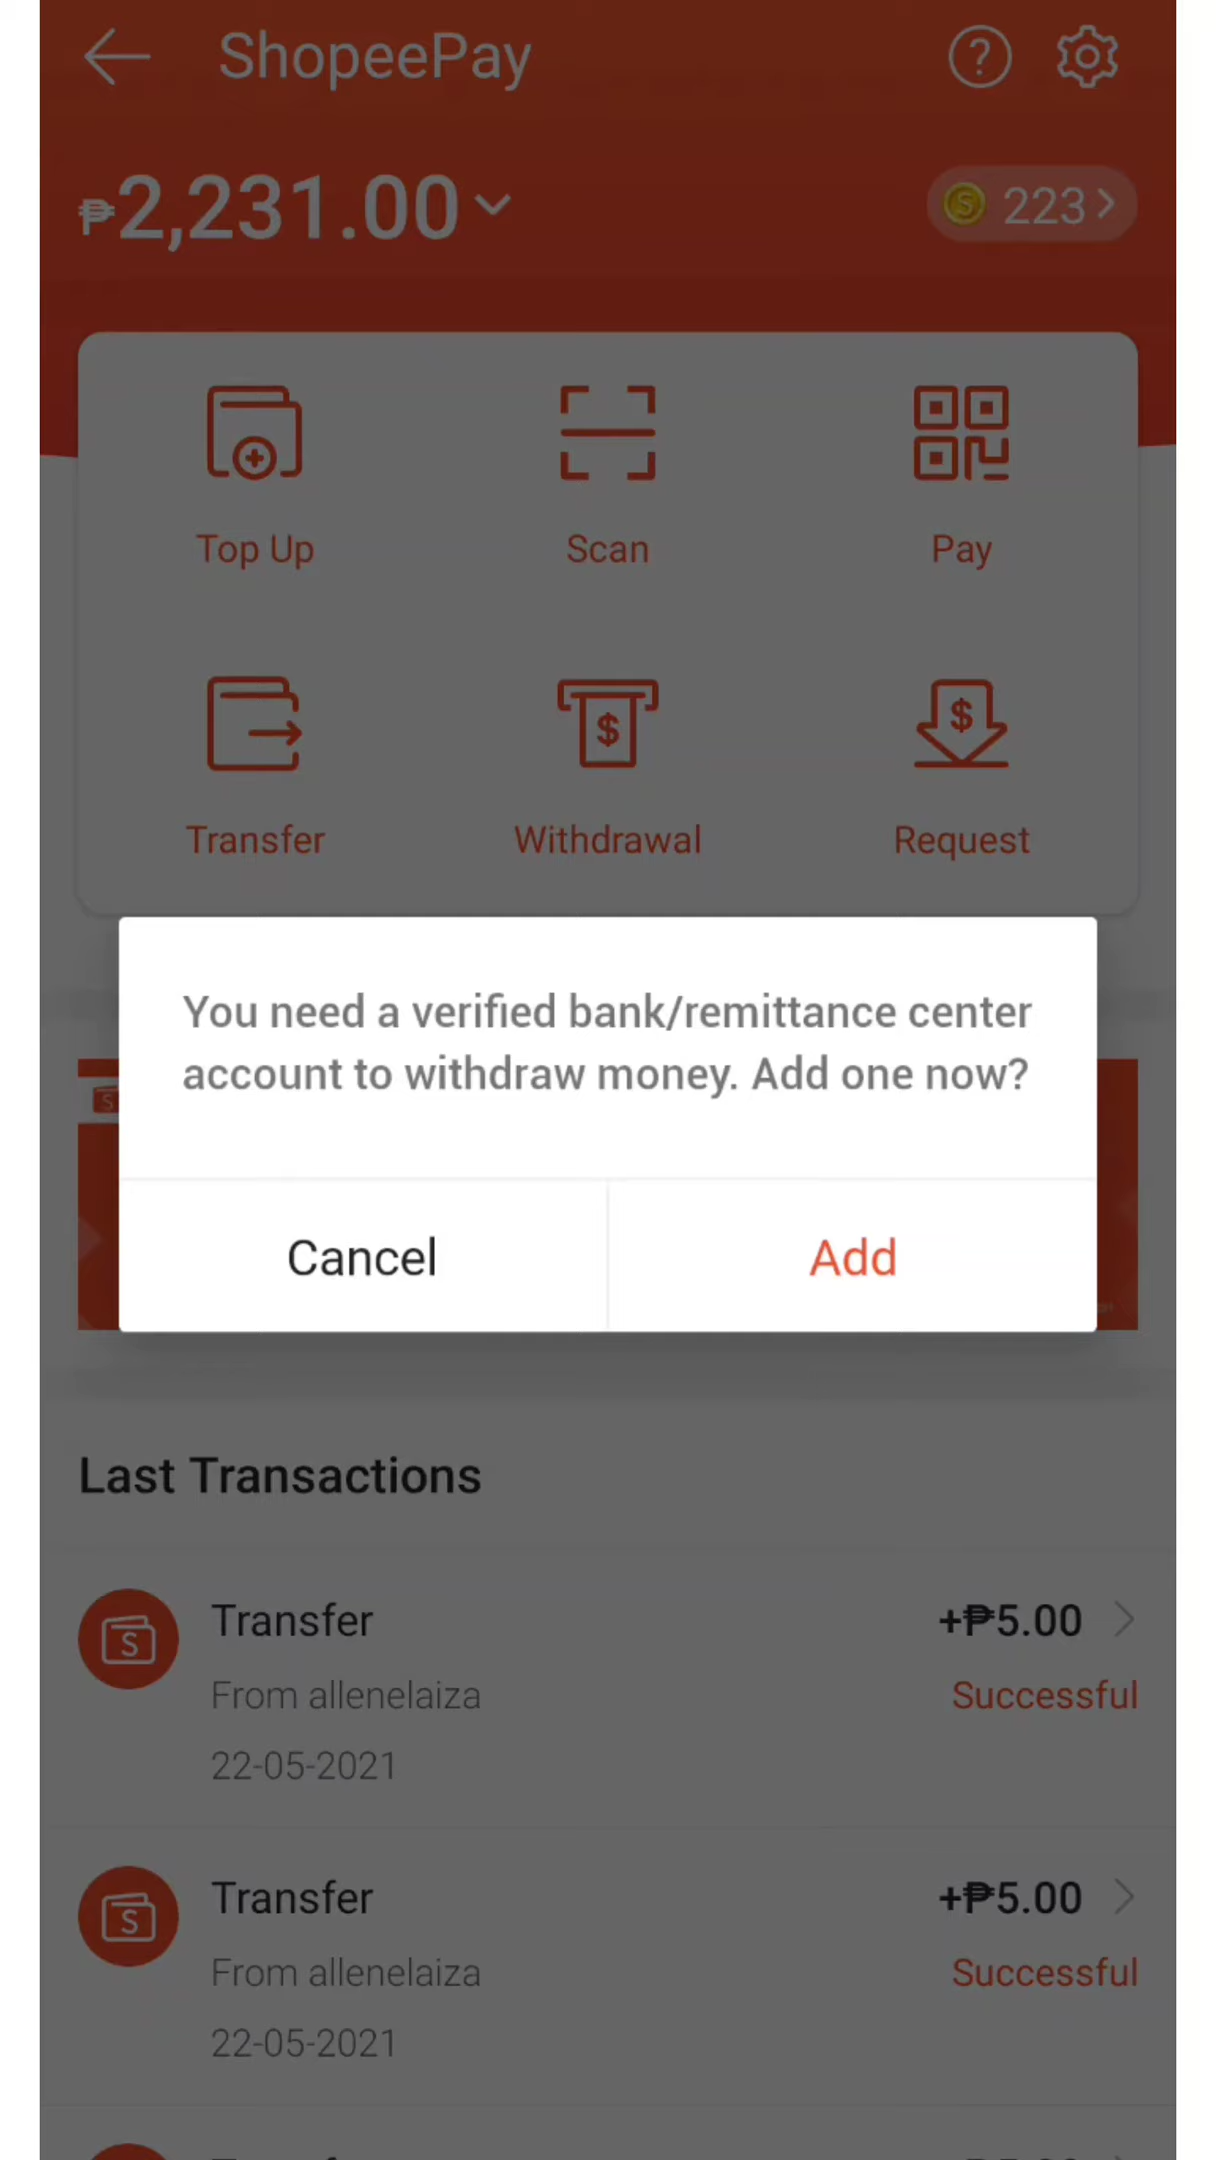 ShopeePay
₱2,231.00
223
Top Up
Scan
Pay
Transfer
Withdrawal
Request
You need a verified bank/remittance center
account to withdraw money. Add one now?
Cancel
Add
Last Transactions
Transfer
+₱5.00
From allenelaiza
Successful
22-05-2021
Transfer
+₱5.00
From allenelaiza
Successful
22-05-2021